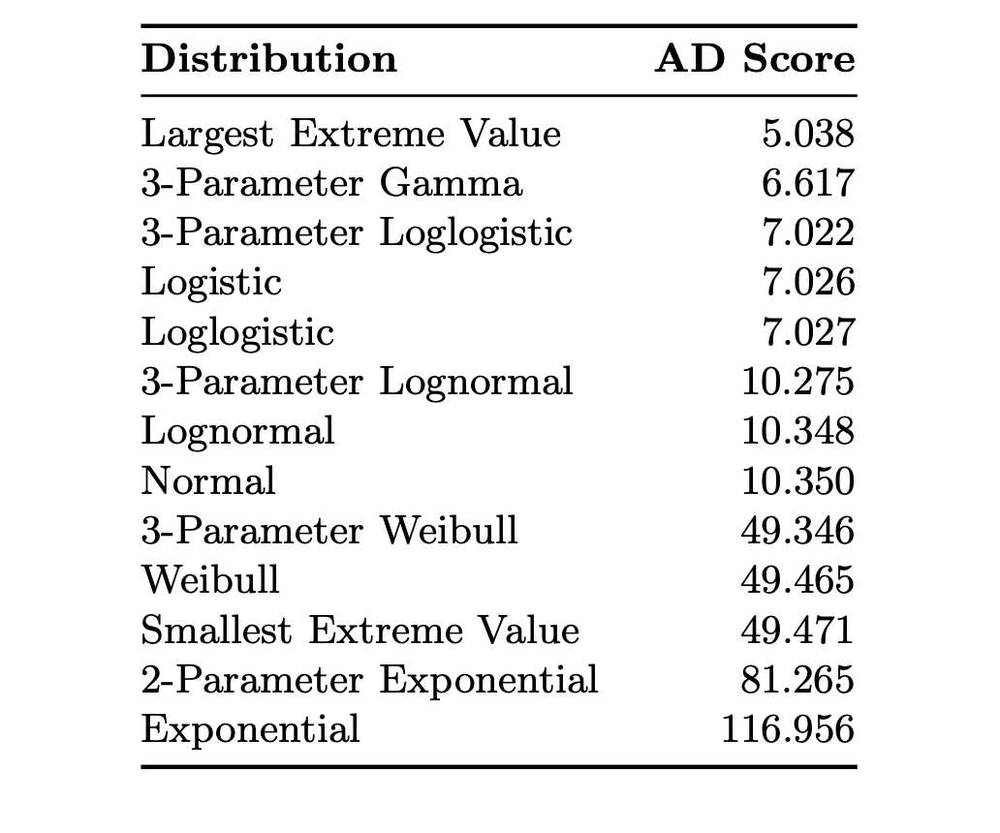 Distribution AD Score
Largest Extreme Value 5.038
3-Parameter Gamma 6.617
3-Parameter Loglogistic 7.022
Logistic 7.026
Loglogistic 7.027
3-Parameter Lognormal 10.275
Lognormal 10.348
Normal 10.350
3-Parameter Weibull 49.346
Weibull 49.465
Smallest Extreme Value 49.471
2-Parameter Exponential 81.265
Exponential 116.956